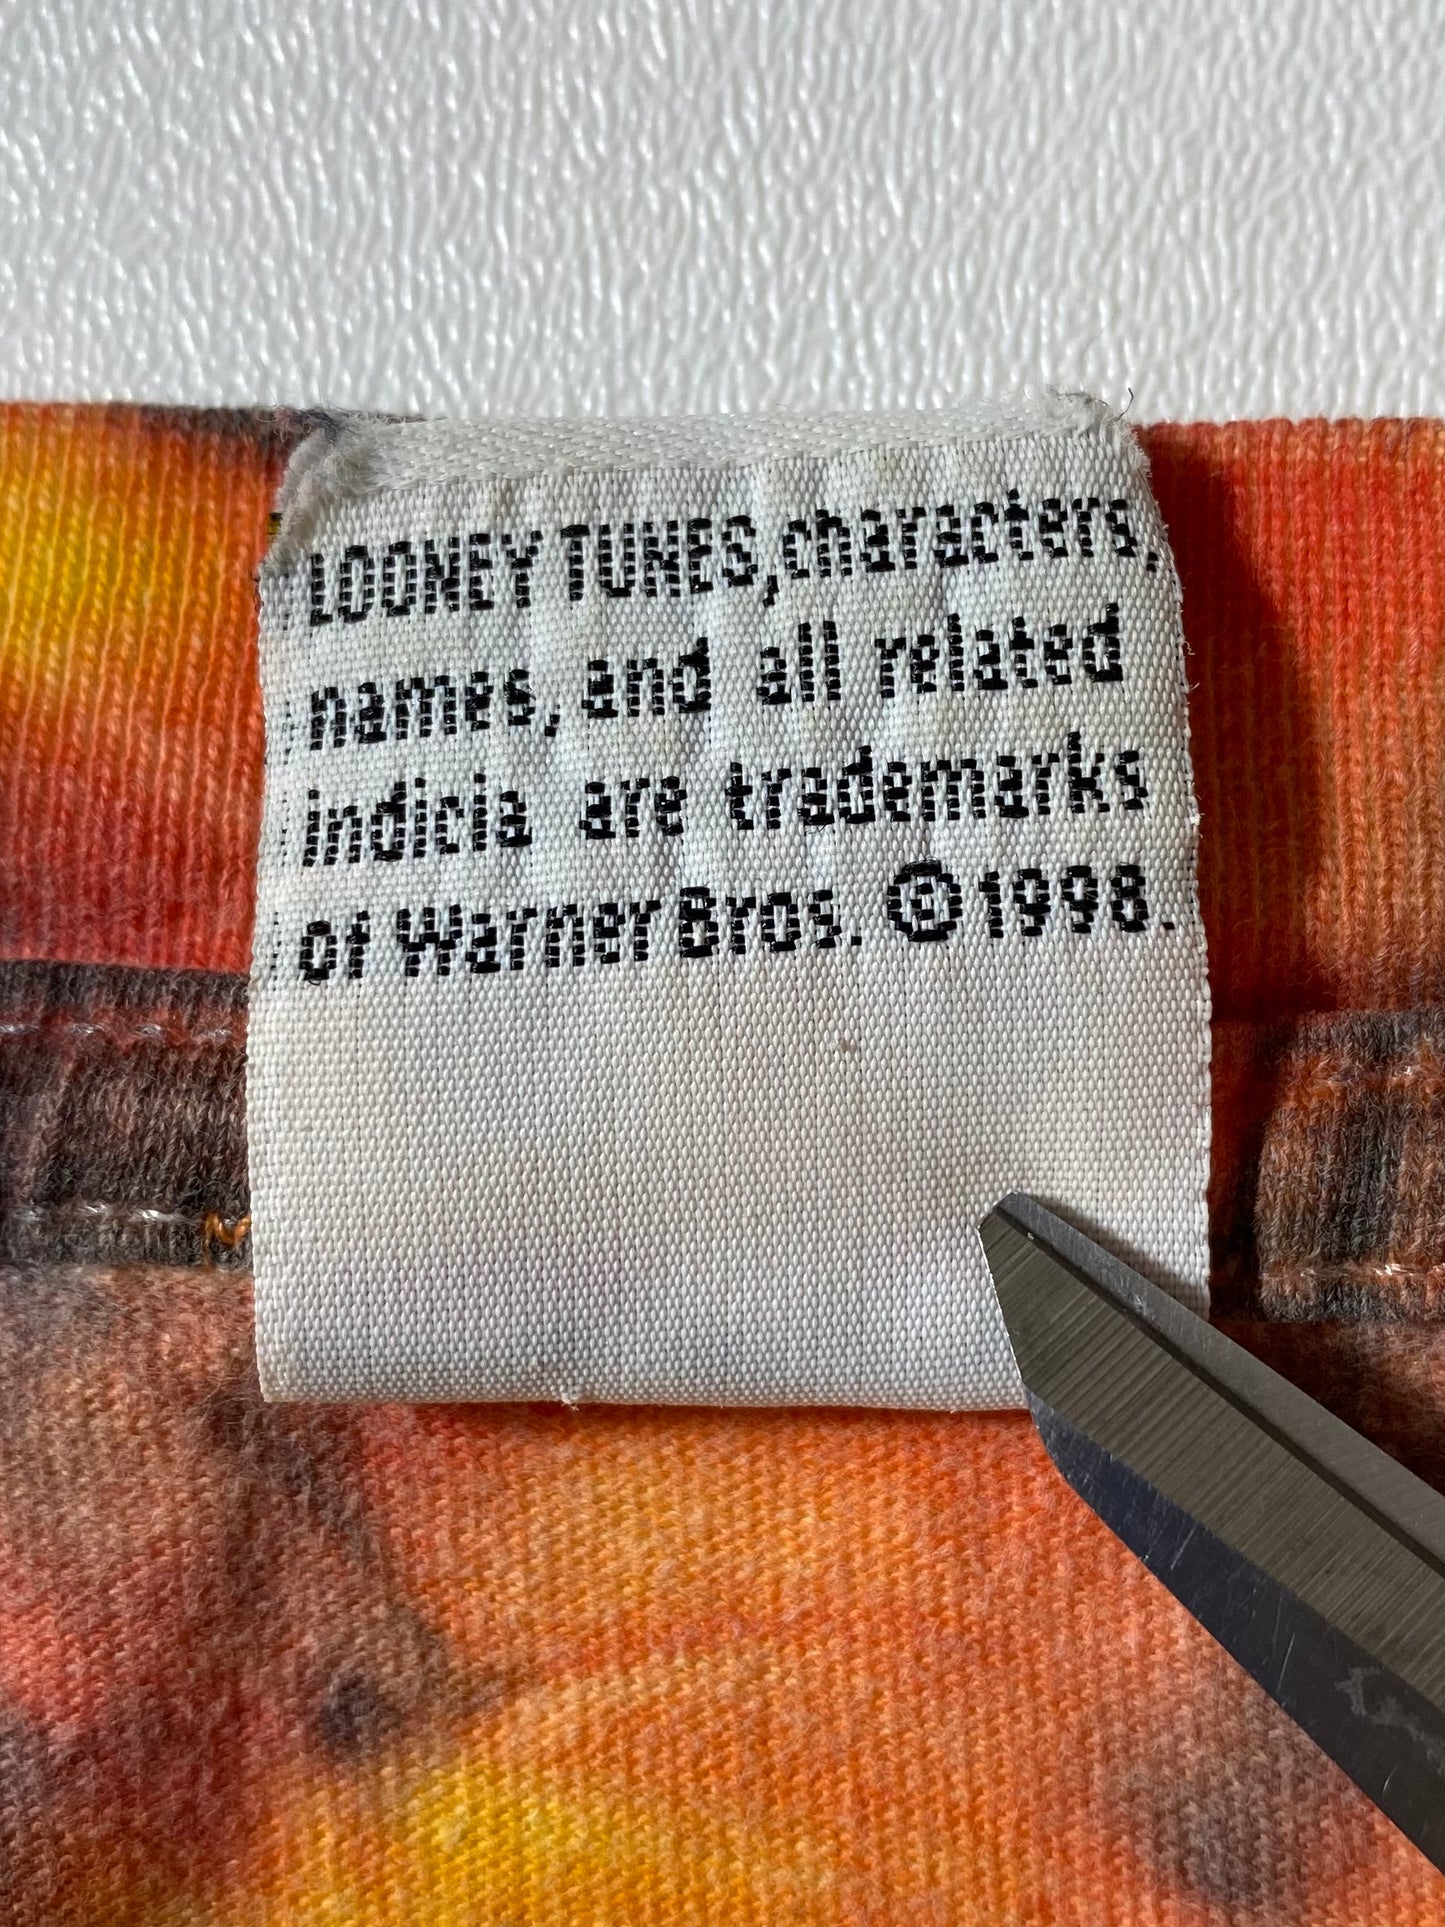 LOONEY TUNES, characters,
names, and all related
indicia are trademarks
of Warner Bros. ©1998.